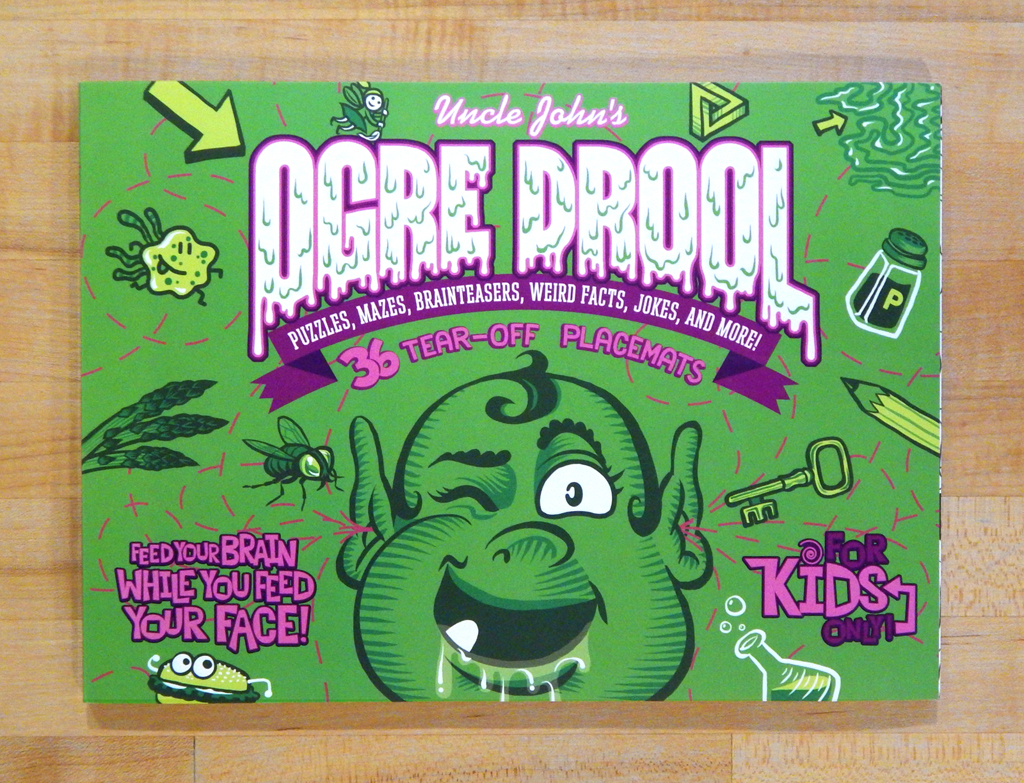 Uncle John's
OGRE DROOL
PUZZLES, MAZES, BRAINTEASERS, WEIRD FACTS, JOKES, AND MORE!
36 TEAR-OFF PLACEMATS
P
FEED YOUR BRAIN
WHILE YOU FEED
YOUR FACE!
FOR
KIDS
ONLY!